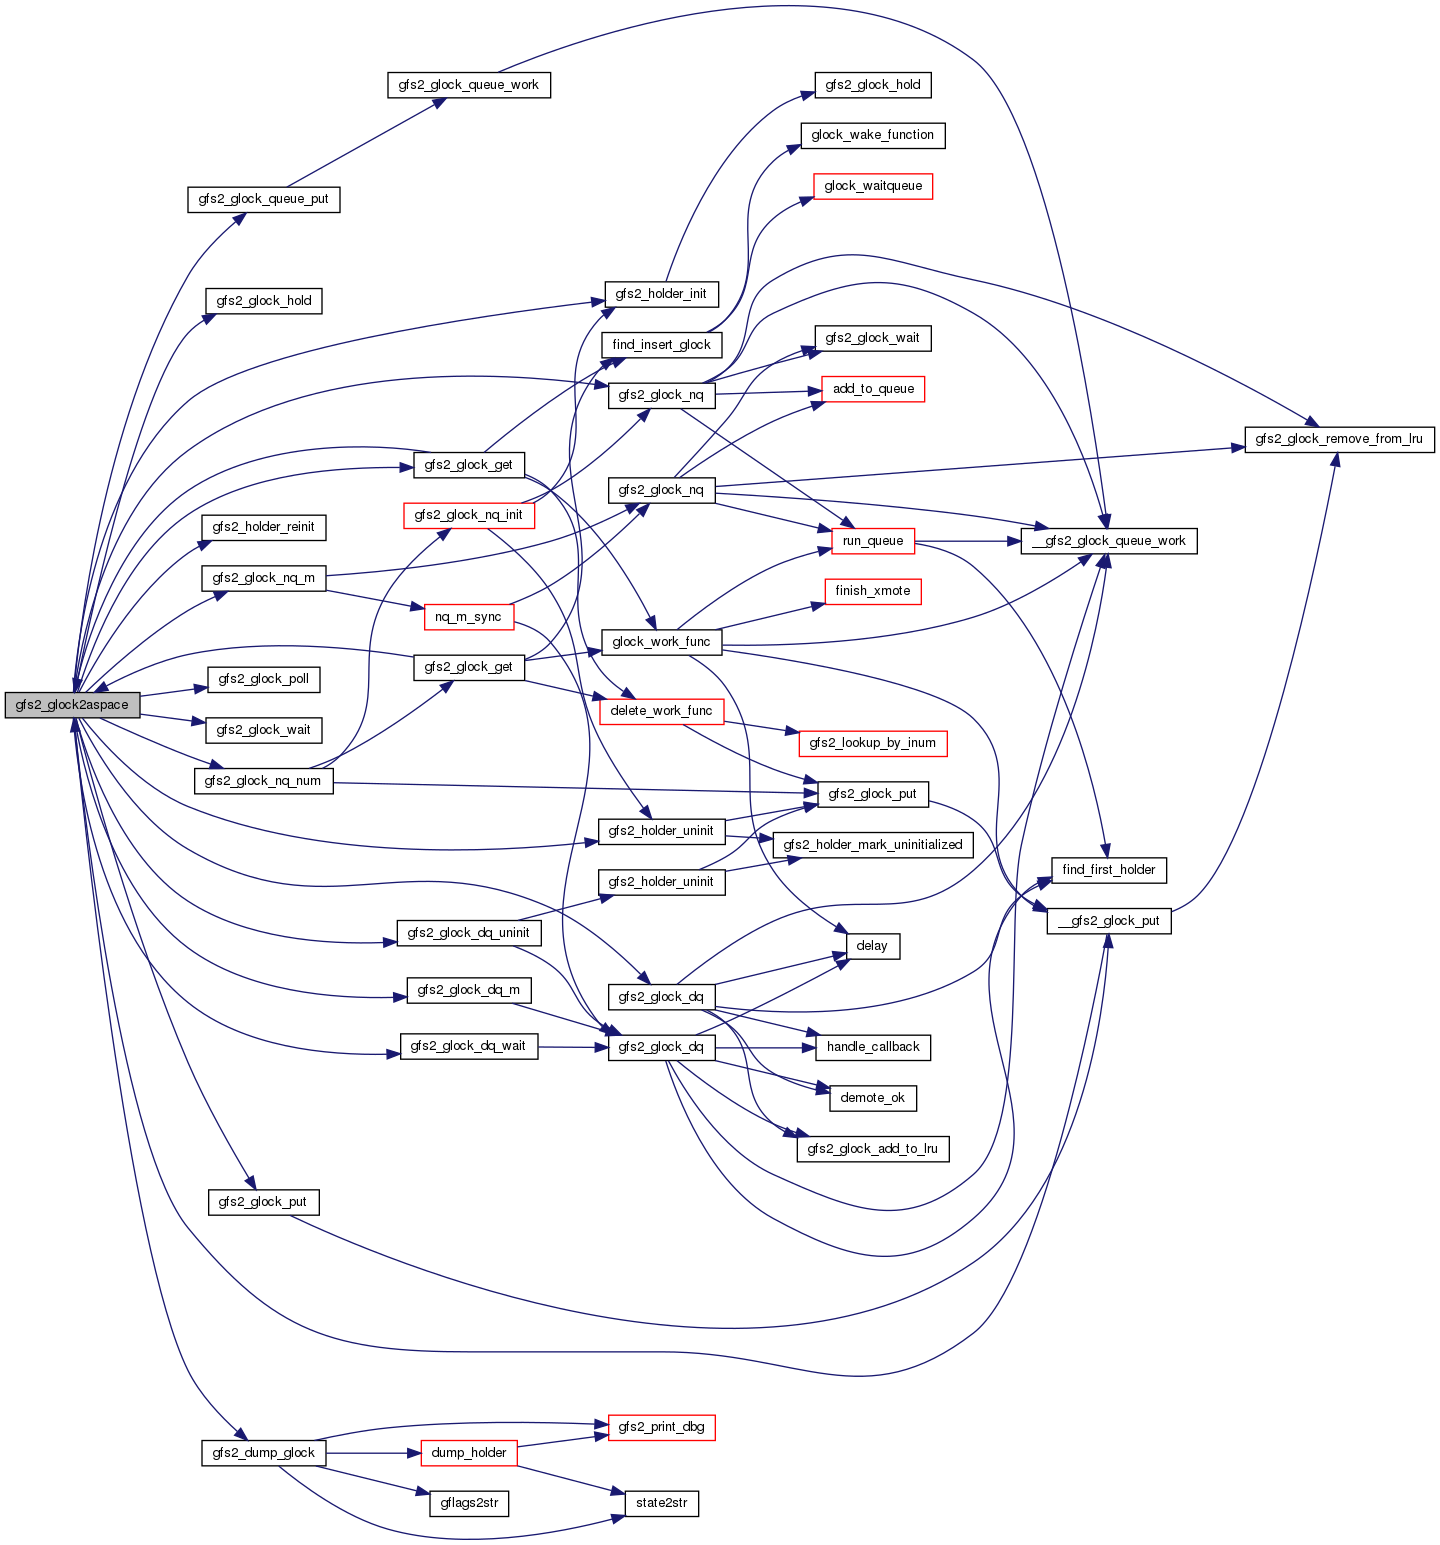 gfs2_glock_queue_work
gfs2_glock_hold
glock_wake_function
glock_waitqueue
gfs2_glock_queue_put
gfs2_holder_init
gfs2_glock_hold
gfs2_glock_wait
find_insert_glock
add_to_queue
gfs2_glock_nq
gfs2_glock_remove_from_lru
gfs2_glock_get
gfs2_glock_nq
gfs2_glock_nq_init
gfs2_holder_reinit
run_queue
__gfs2_glock_queue_work
gfs2_glock_nq_m
finish_xmote
nq_m_sync
glock_work_func
gfs2_glock_get
gfs2_glock_poll
gfs2_glock2aspace
delete_work_func
gfs2_glock_wait
gfs2_lookup_by_inum
gfs2_glock_nq_num
gfs2_glock_put
gfs2_holder_uninit
gfs2_holder_mark_uninitialized
find_first_holder
gfs2_holder_uninit
__gfs2_glock_put
gfs2_glock_dq_uninit
delay
gfs2_glock_dq_m
gfs2_glock_dq
gfs2_glock_dq_wait
gfs2_glock_dq
handle_callback
demote_ok
gfs2_glock_add_to_lru
gfs2_glock_put
gfs2_print_dbg
gfs2_dump_glock
dump_holder
gflags2str
state2str